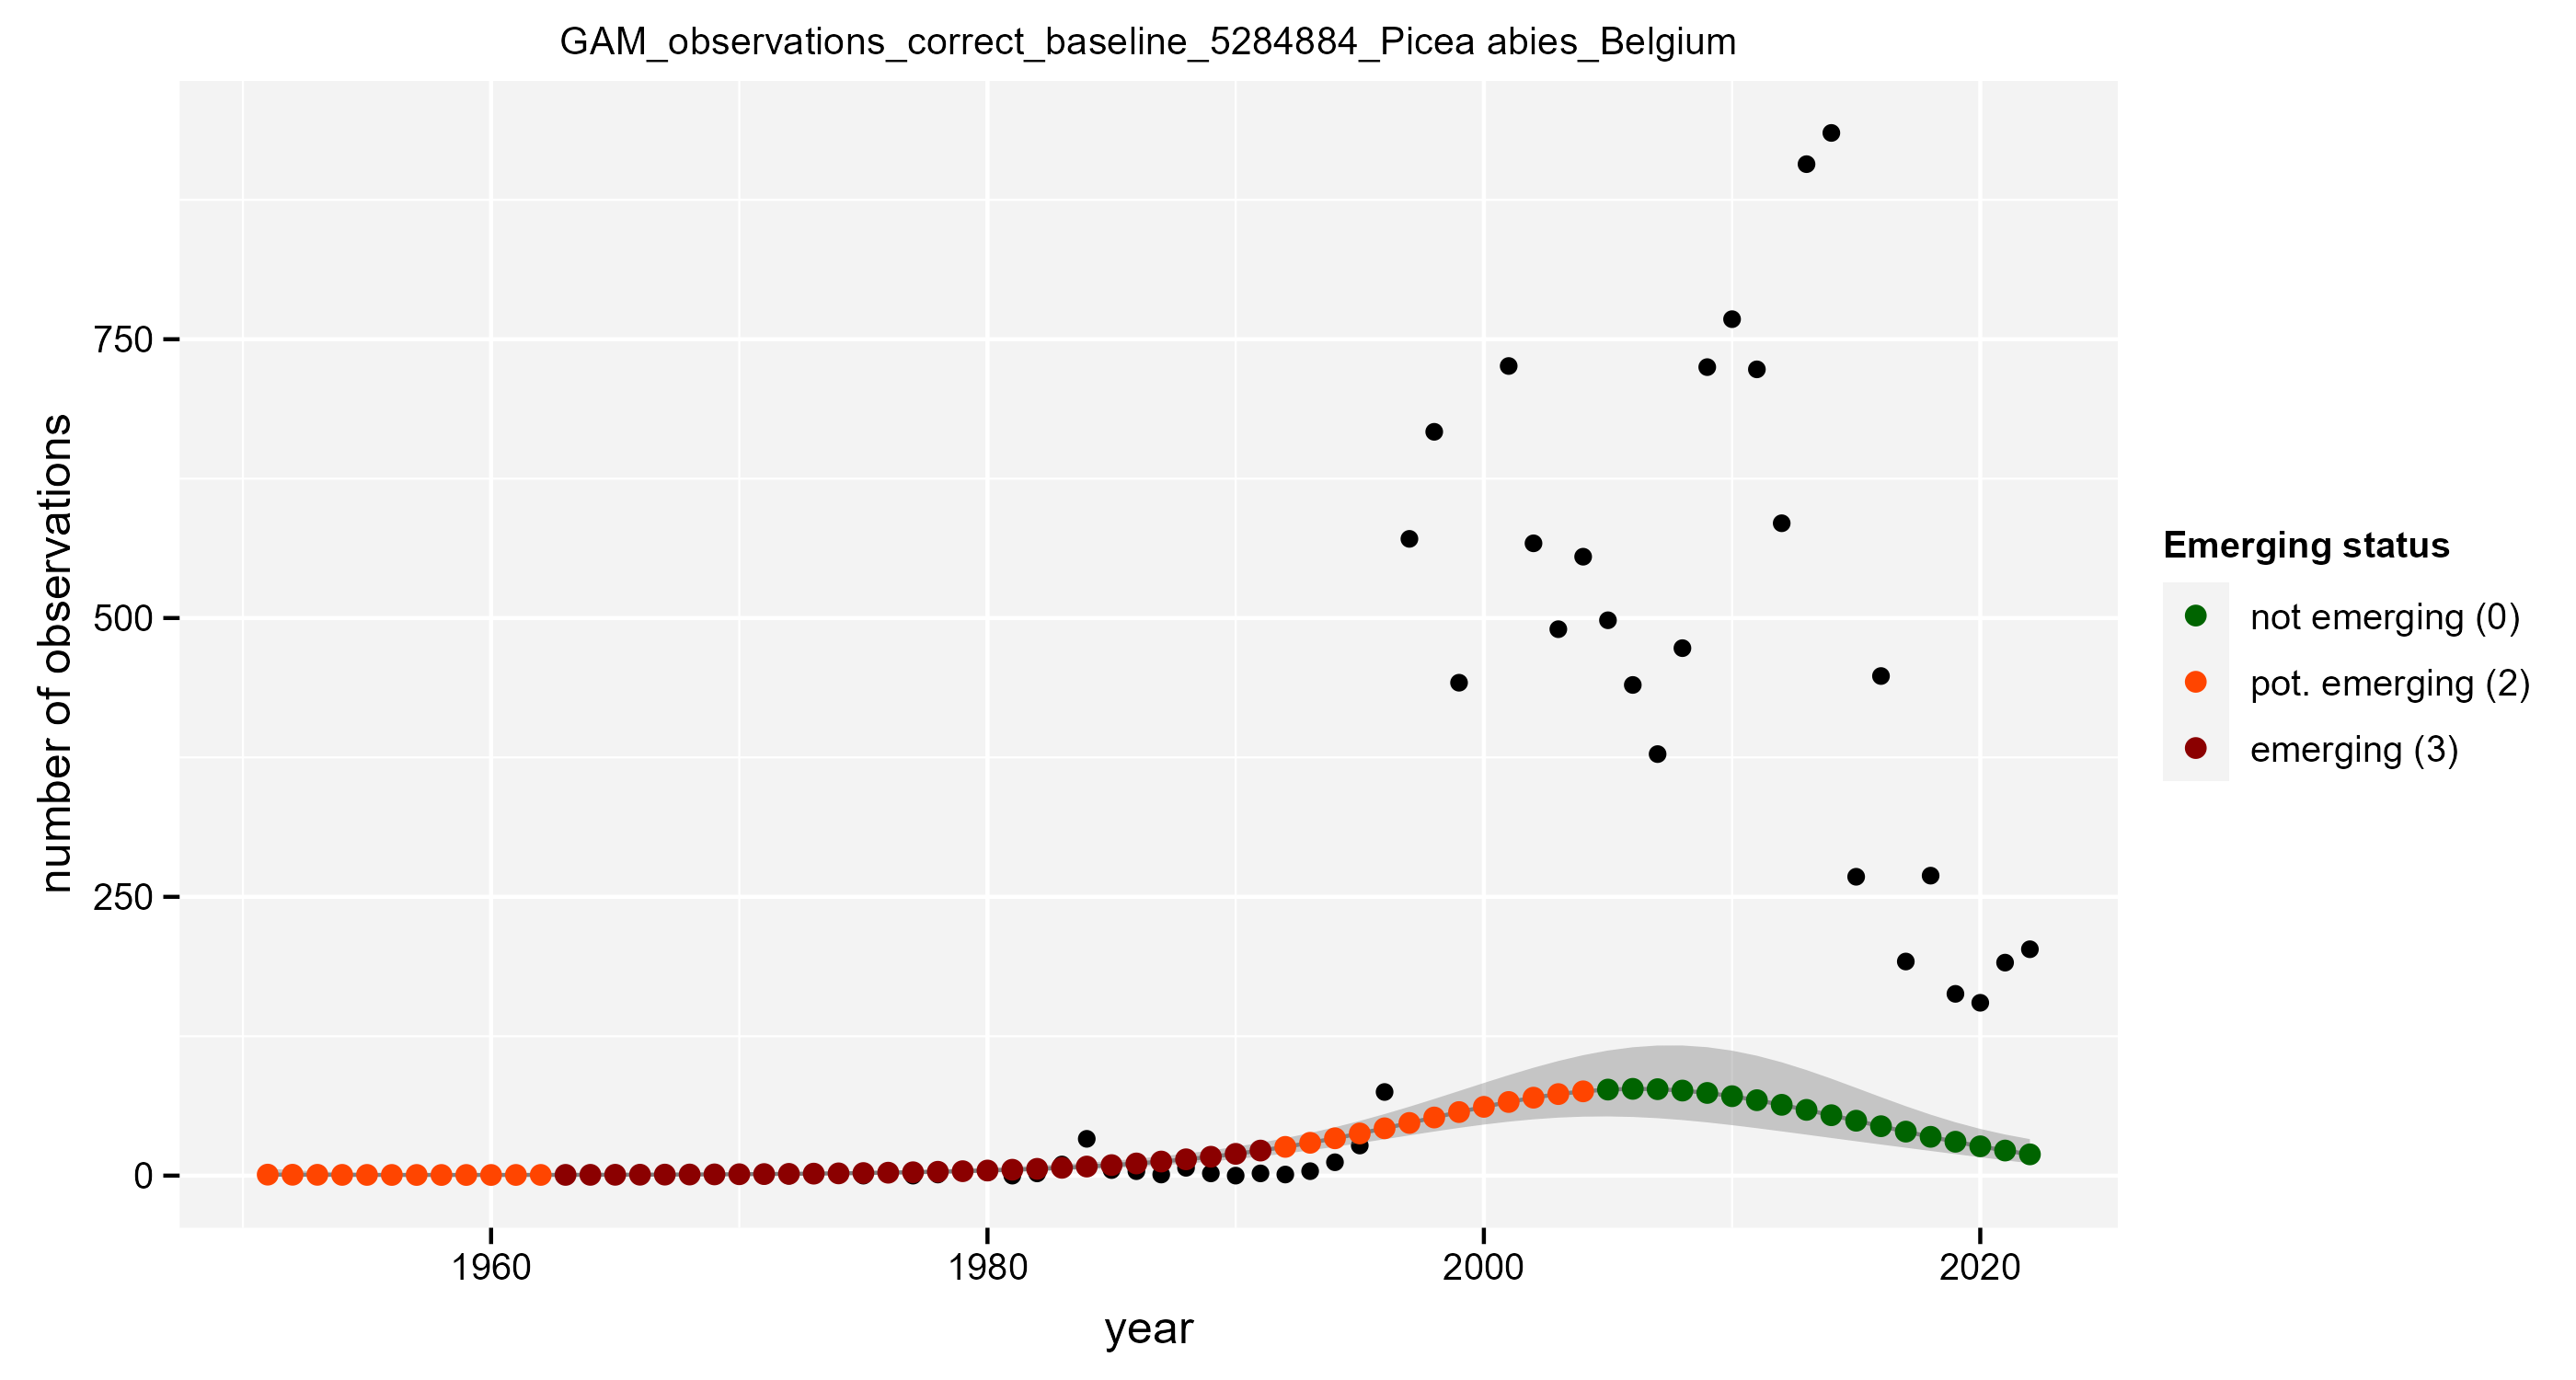 GAM_observations_correct_baseline_5284884_Picea abies_Belgium
number of observations
750
500
250
0
1960
1980
2000
2020
year
Emerging status
not emerging (0)
pot. emerging (2)
emerging (3)